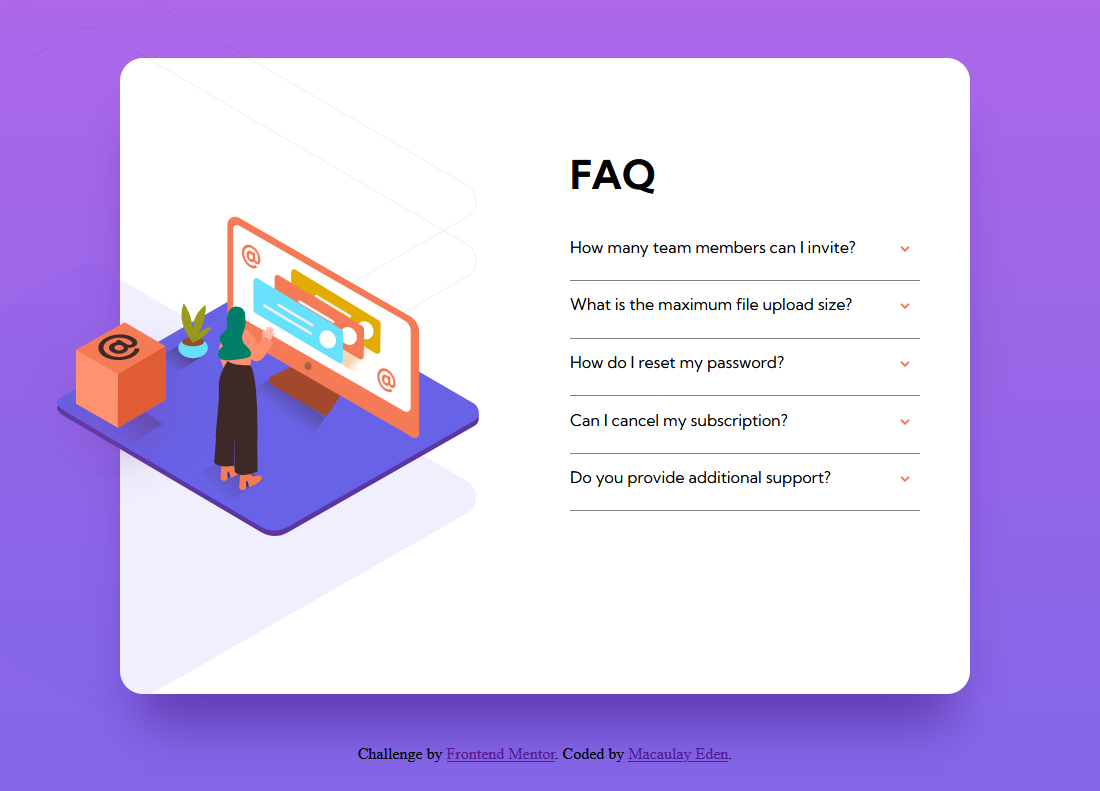 FAQ
How many team members can I invite?
What is the maximum file upload size?
How do I reset my password?
Can I cancel my subscription?
Do you provide additional support?
@
@
@
Challenge by Frontend Mentor. Coded by Macaulay Eden.